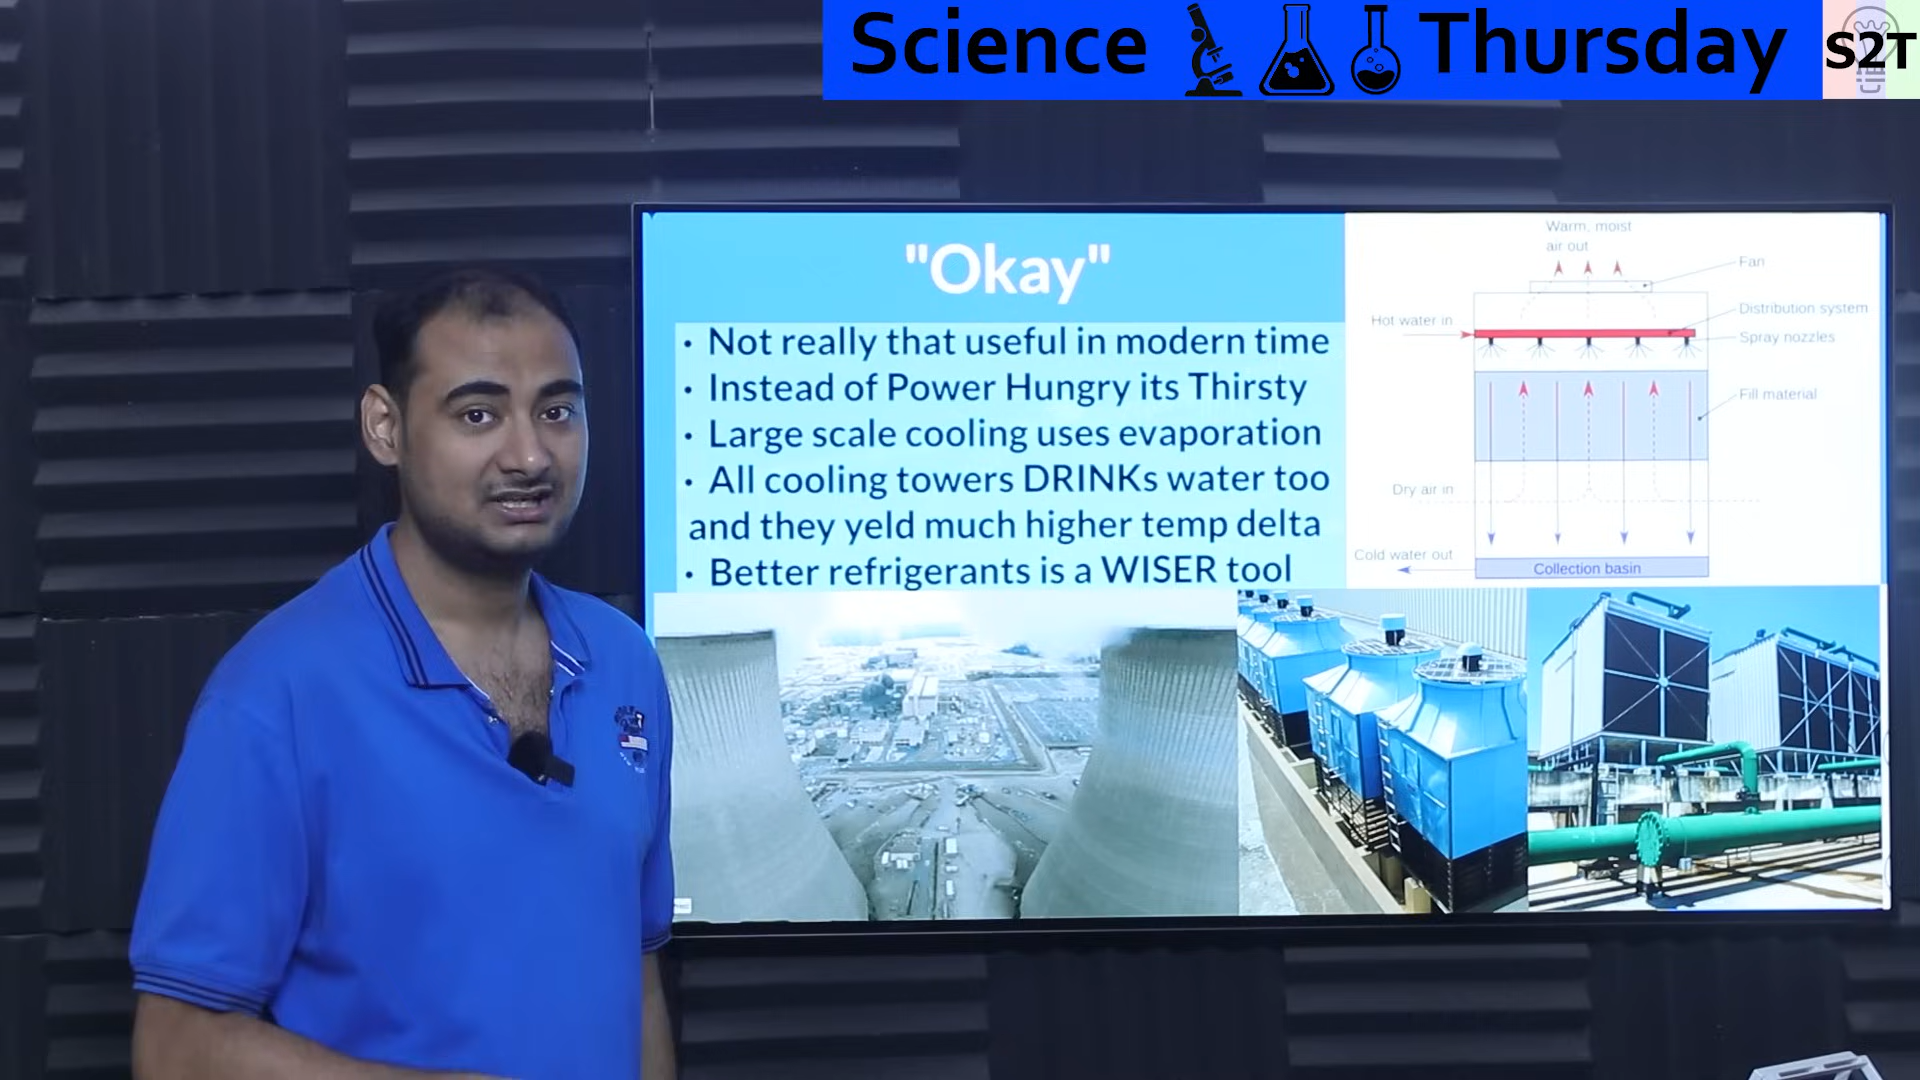 Science Thursday
S2T
"Okay"
· Not really that useful in modern time
· Instead of Power Hungry its Thirsty
· Large scale cooling uses evaporation
· All cooling towers DRINKs water too
and they yeld much higher temp delta
· Better refrigerants is a WISER tool
Warm, moist
air out
Fan
Hot water in
Distribution system
Spray nozzles
Fill material
Dry air in
Cold water out
Collection basin